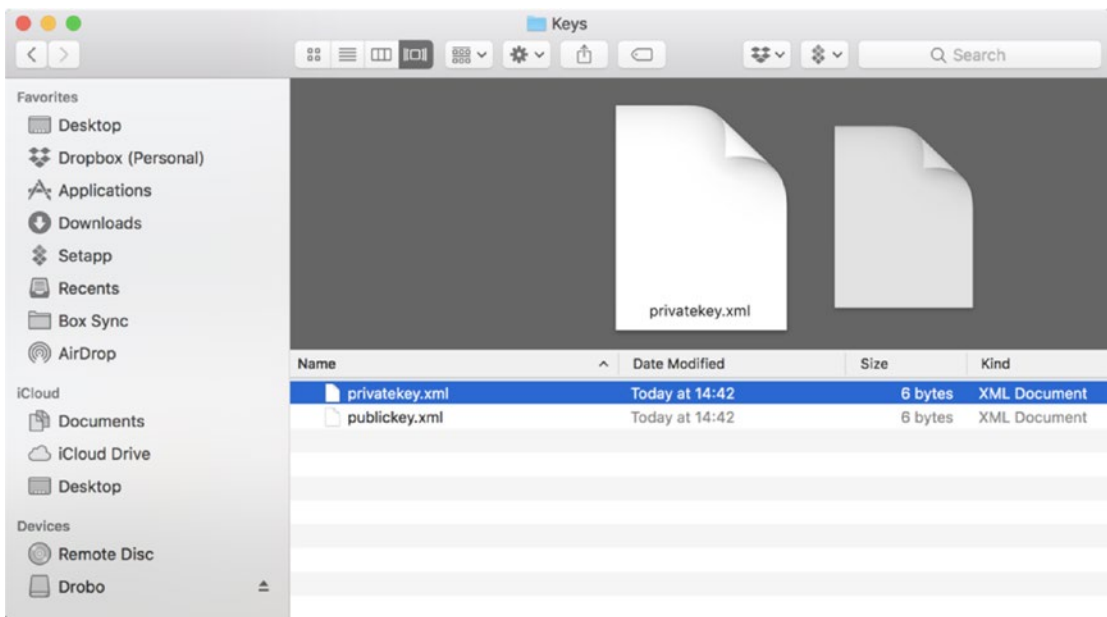 Keys
Search
Favorites
Desktop
Dropbox (Personal)
Applications
Downloads
Setapp
Recents
Box Sync
AirDrop
iCloud
Documents
iCloud Drive
Desktop
Devices
Remote Disc
Drobo
privatekey.xml
Name Date Modified Size Kind
privatekey.xml Today at 14:42 6 bytes XML Document
publickey.xml Today at 14:42 6 bytes XML Document